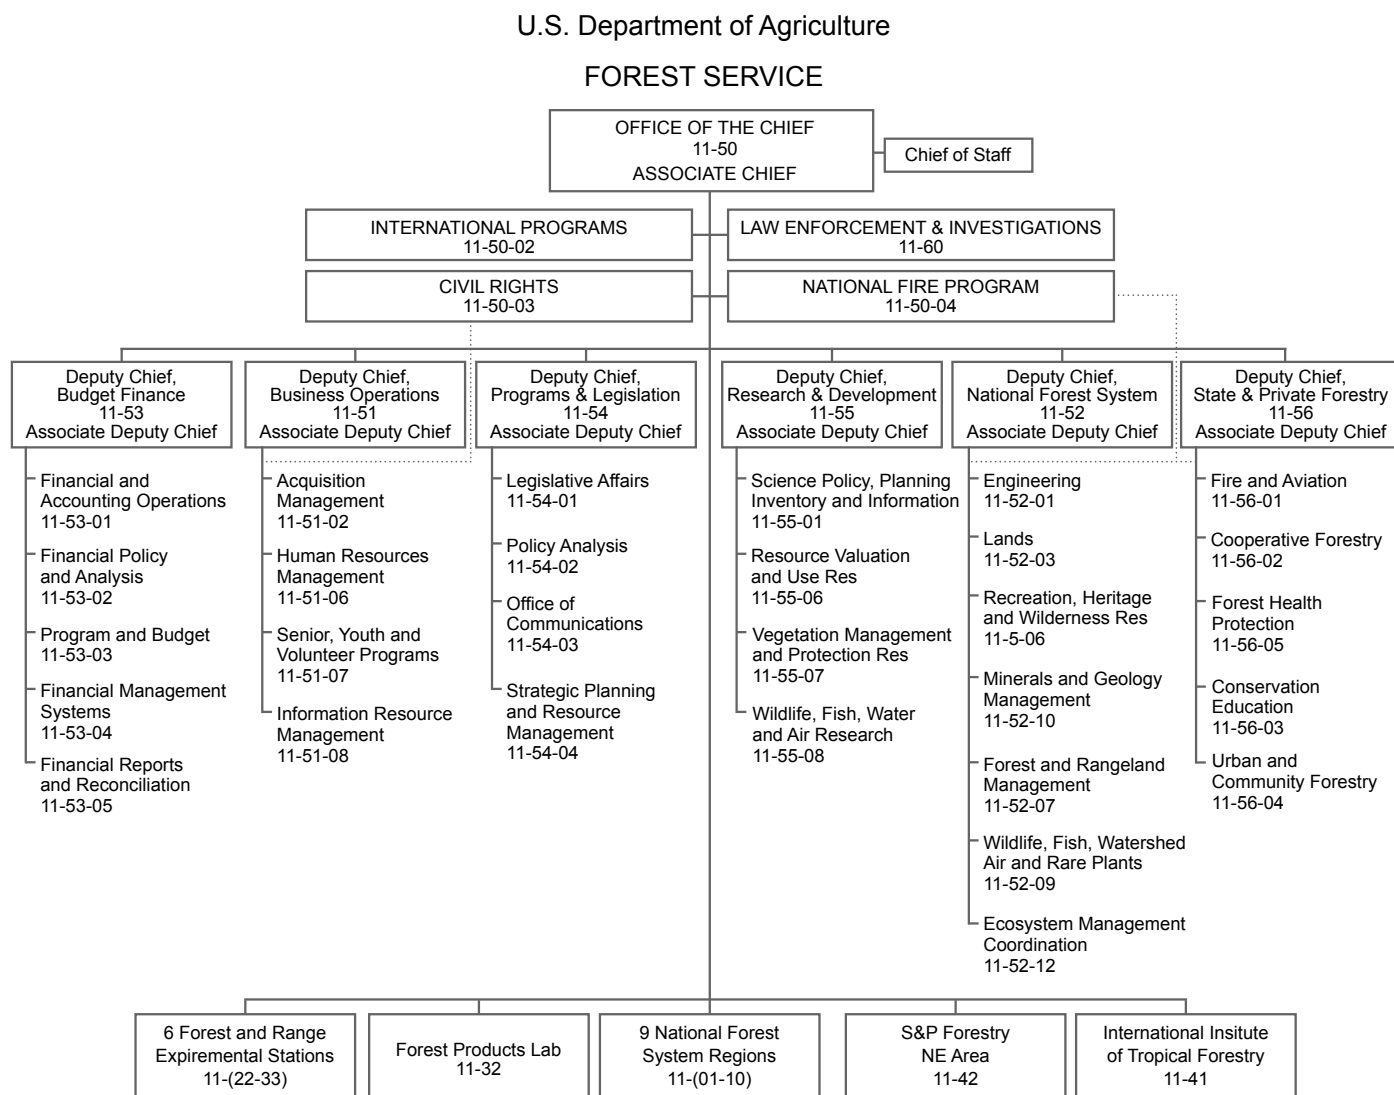 U.S. Department of Agriculture
FOREST SERVICE
OFFICE OF THE CHIEF
11-50
ASSOCIATE CHIEF
Chief of Staff
INTERNATIONAL PROGRAMS
11-50-02
LAW ENFORCEMENT & INVESTIGATIONS
11-60
CIVIL RIGHTS
11-50-03
NATIONAL FIRE PROGRAM
11-50-04
Deputy Chief,
Budget Finance
11-53
Associate Deputy Chief
Financial and
Accounting Operations
11-53-01
Financial Policy
and Analysis
11-53-02
Program and Budget
11-53-03
Financial Management
Systems
11-53-04
Financial Reports
and Reconciliation
11-53-05
Deputy Chief,
Business Operations
11-51
Associate Deputy Chief
Acquisition
Management
11-51-02
Human Resources
Management
11-51-06
Senior, Youth and
Volunteer Programs
11-51-07
Information Resource
Management
11-51-08
Deputy Chief,
Programs & Legislation
11-54
Associate Deputy Chief
Legislative Affairs
11-54-01
Policy Analysis
11-54-02
Office of
Communications
11-54-03
Strategic Planning
and Resource
Management
11-54-04
Deputy Chief,
Research & Development
11-55
Associate Deputy Chief
Science Policy, Planning
Inventory and Information
11-55-01
Resource Valuation
and Use Res
11-55-06
Vegetation Management
and Protection Res
11-55-07
Wildlife, Fish, Water
and Air Research
11-55-08
Deputy Chief,
National Forest System
11-52
Associate Deputy Chief
Engineering
11-52-01
Lands
11-52-03
Recreation, Heritage
and Wilderness Res
11-5-06
Minerals and Geology
Management
11-52-10
Forest and Rangeland
Management
11-52-07
Wildlife, Fish, Watershed
Air and Rare Plants
11-52-09
Ecosystem Management
Coordination
11-52-12
Deputy Chief,
State & Private Forestry
11-56
Associate Deputy Chief
Fire and Aviation
11-56-01
Cooperative Forestry
11-56-02
Forest Health
Protection
11-56-05
Conservation
Education
11-56-03
Urban and
Community Forestry
11-56-04
6 Forest and Range
Expiremental Stations
11-(22-33)
Forest Products Lab
11-32
9 National Forest
System Regions
11-(01-10)
S&P Forestry
NE Area
11-42
International Insitute
of Tropical Forestry
11-41